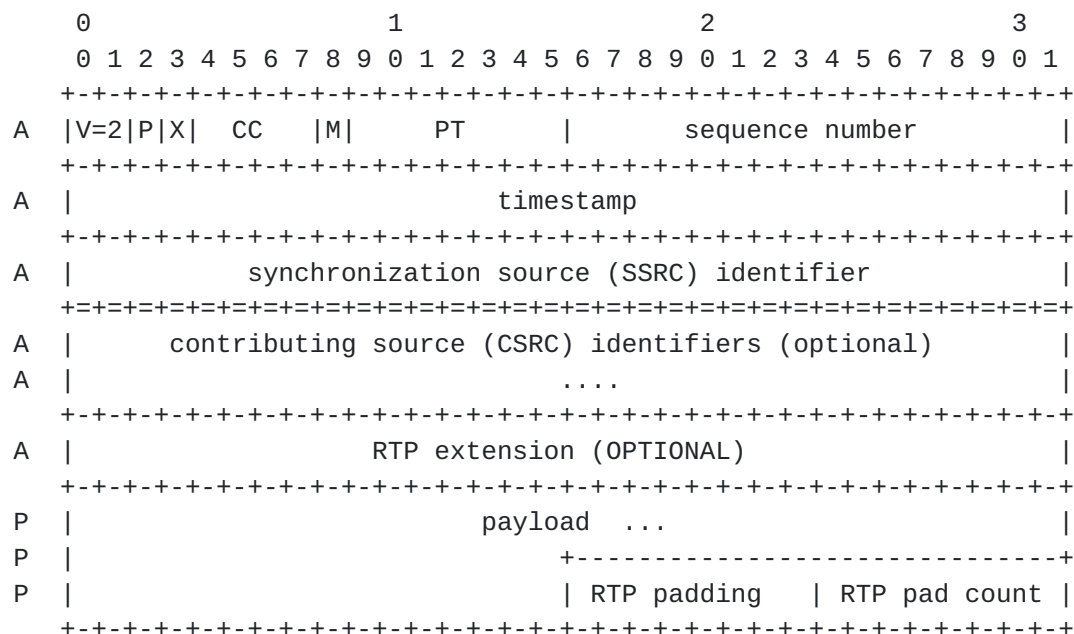 0                   1                   2                   3
     0 1 2 3 4 5 6 7 8 9 0 1 2 3 4 5 6 7 8 9 0 1 2 3 4 5 6 7 8 9 0 1
    +-+-+-+-+-+-+-+-+-+-+-+-+-+-+-+-+-+-+-+-+-+-+-+-+-+-+-+-+-+-+-+-+
A   |V=2|P|X|  CC   |M|     PT      |       sequence number         |
    +-+-+-+-+-+-+-+-+-+-+-+-+-+-+-+-+-+-+-+-+-+-+-+-+-+-+-+-+-+-+-+-+
A   |                           timestamp                           |
    +-+-+-+-+-+-+-+-+-+-+-+-+-+-+-+-+-+-+-+-+-+-+-+-+-+-+-+-+-+-+-+-+
A   |           synchronization source (SSRC) identifier            |
    +=+=+=+=+=+=+=+=+=+=+=+=+=+=+=+=+=+=+=+=+=+=+=+=+=+=+=+=+=+=+=+=+
A   |      contributing source (CSRC) identifiers (optional)        |
A   |                               ....                            |
    +-+-+-+-+-+-+-+-+-+-+-+-+-+-+-+-+-+-+-+-+-+-+-+-+-+-+-+-+-+-+-+-+
A   |                   RTP extension (OPTIONAL)                    |
    +-+-+-+-+-+-+-+-+-+-+-+-+-+-+-+-+-+-+-+-+-+-+-+-+-+-+-+-+-+-+-+-+
P   |                          payload  ...                         |
P   |                               +-------------------------------+
P   |                               | RTP padding   | RTP pad count |
    +-+-+-+-+-+-+-+-+-+-+-+-+-+-+-+-+-+-+-+-+-+-+-+-+-+-+-+-+-+-+-+-+